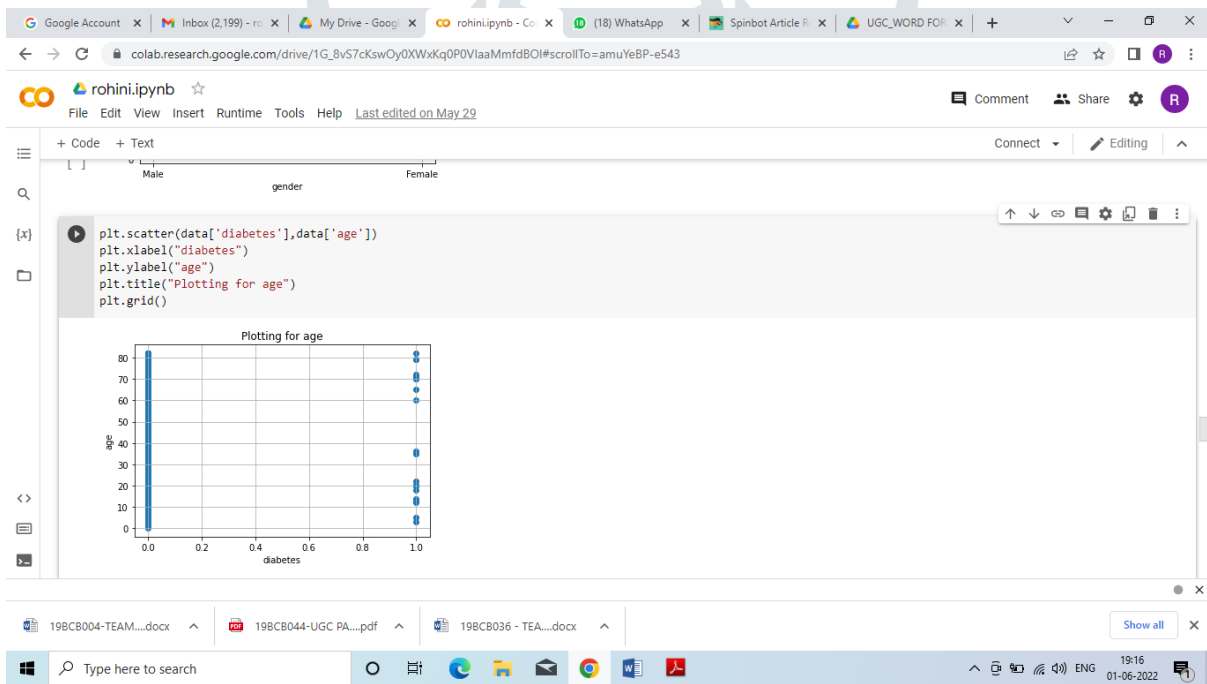 Google Account
Inbox (2,199) - ro
My Drive - Googl
rohini.ipynb - Co
(18) WhatsApp
Spinbot Article R
UGC_WORD FOR
colab.research.google.com/drive/1G_8vS7cKswOy0XWxKq0P0VIaaMmfdBOl#scrollTo=amuYeBP-e543
R
CO
rohini.ipynb
Comment
Share
R
File Edit View Insert Runtime Tools Help Last edited on May 29
+ Code + Text
Connect
Editing
[ ]
0
Male
Female
gender
{x}
plt.scatter(data['diabetes'],data['age'])
plt.xlabel("diabetes")
plt.ylabel("age")
plt.title("Plotting for age")
plt.grid()
Plotting for age
80
70
60
50
40
30
20
10
0
age
0.0 0.2 0.4 0.6 0.8 1.0
diabetes
19BCB004-TEAM....docx
19BCB044-UGC PA....pdf
19BCB036 - TEA....docx
Show all
Type here to search
ENG
19:16
01-06-2022
1